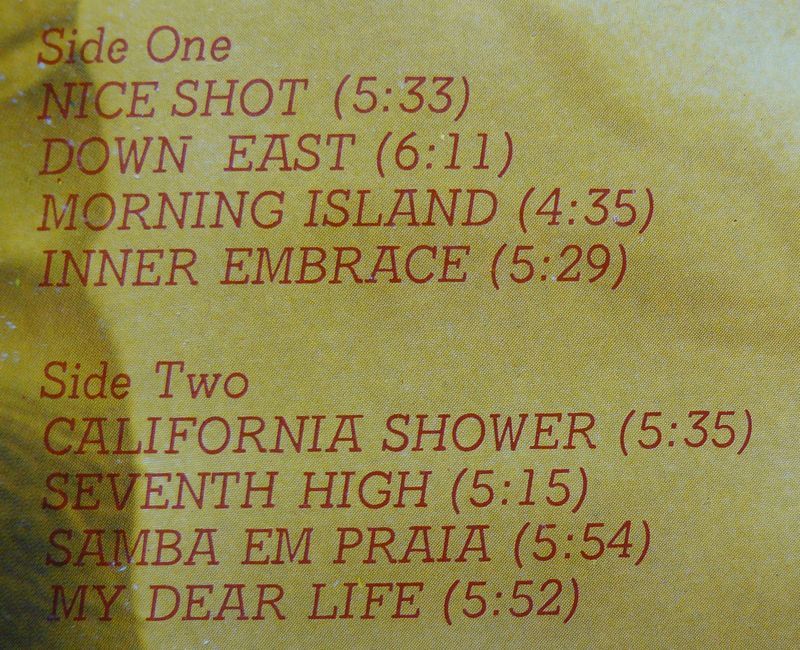 Side One
NICE SHOT (5:33)
DOWN EAST (6:11)
MORNING ISLAND (4:35)
INNER EMBRACE (5:29)
Side Two
CALIFORNIA SHOWER (5:35)
SEVENTH HIGH (5:15)
SAMBA EM PRAIA (5:54)
MY DEAR LIFE (5:52)